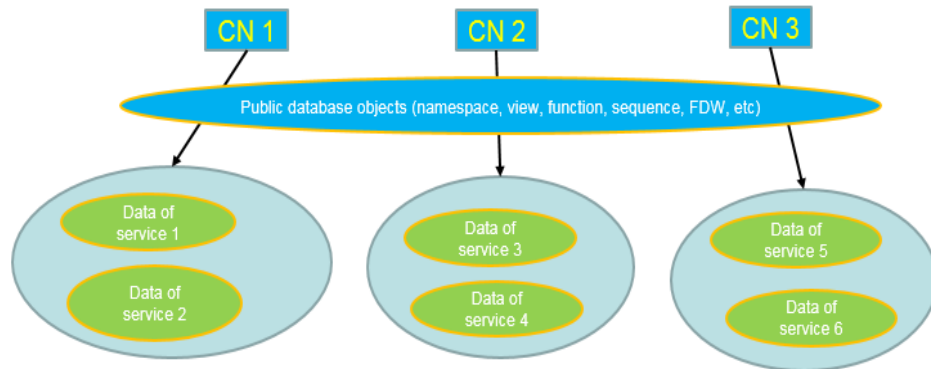 CN 1
CN 2
CN 3
Public database objects (namespace, view, function, sequence, FDW, etc)
Data of
service 1
Data of
service 2
Data of
service 3
Data of
service 4
Data of
service 5
Data of
service 6